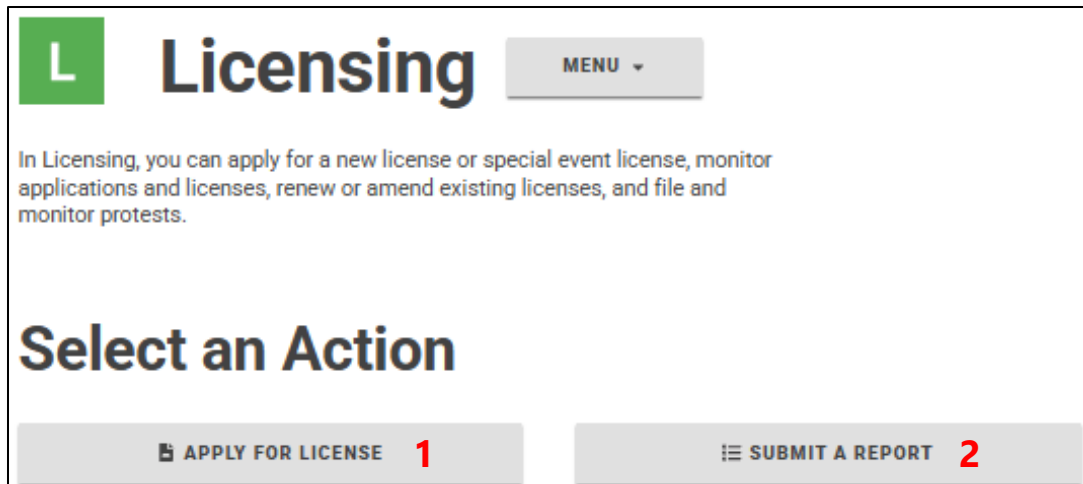 L
Licensing
MENU
In Licensing, you can apply for a new license or special event license, monitor
applications and licenses, renew or amend existing licenses, and file and
monitor protests.
Select an Action
APPLY FOR LICENSE 1
SUBMIT A REPORT 2